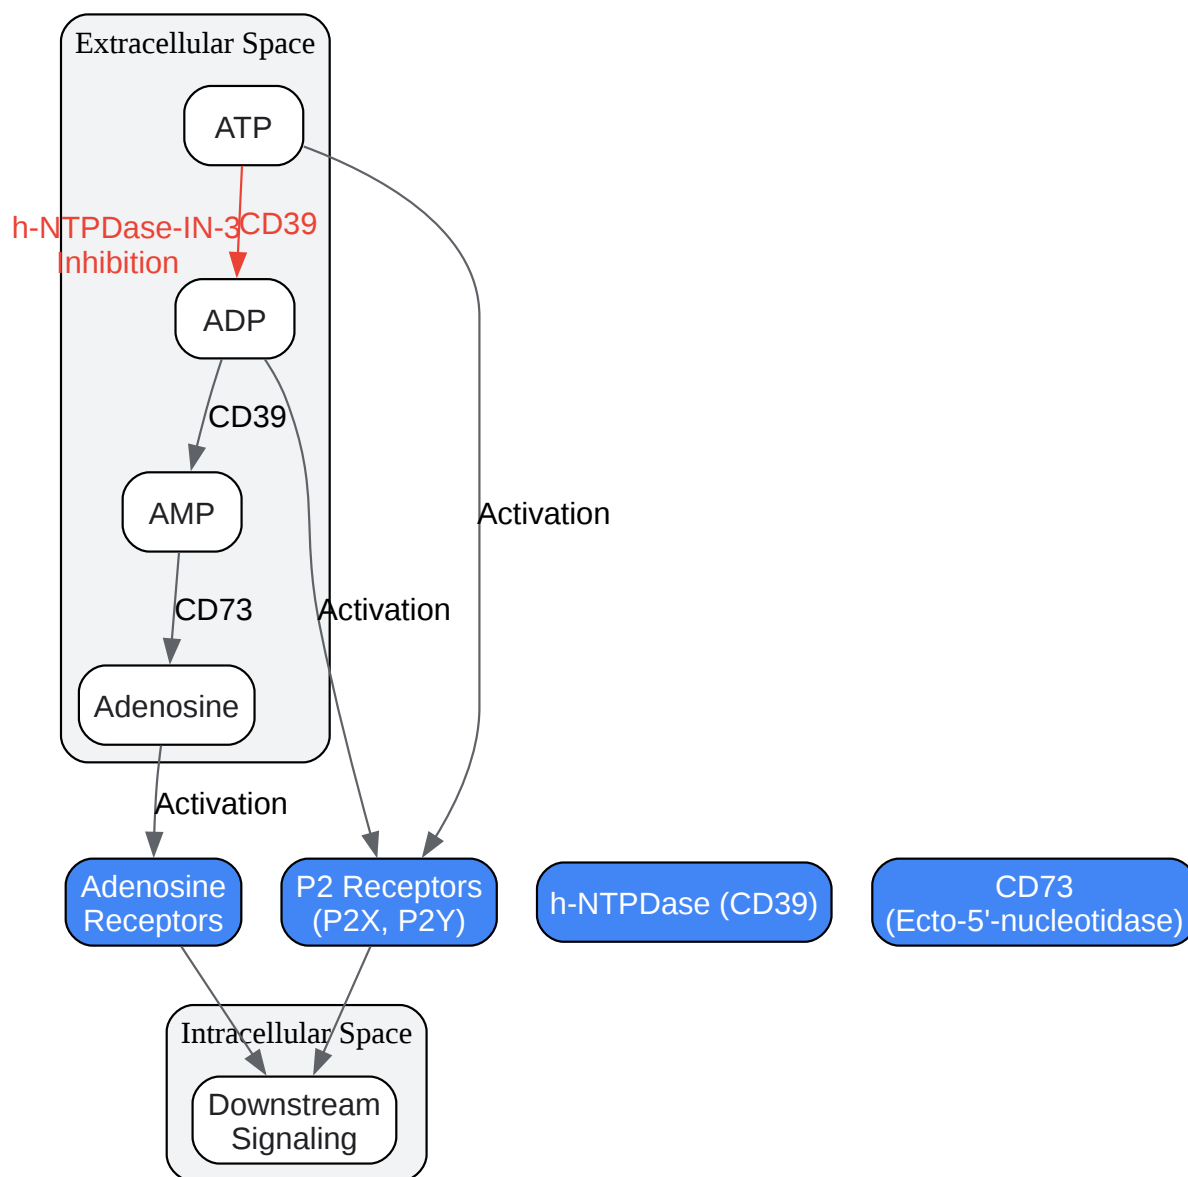 Extracellular Space
ATP
h-NTPDase-IN-3
Inhibition
CD39
ADP
CD39
AMP
Activation
CD73
Activation
Adenosine
Activation
Adenosine
Receptors
P2 Receptors
(P2X, P2Y)
h-NTPDase (CD39)
CD73
(Ecto-5'-nucleotidase)
Intracellular Space
Downstream
Signaling